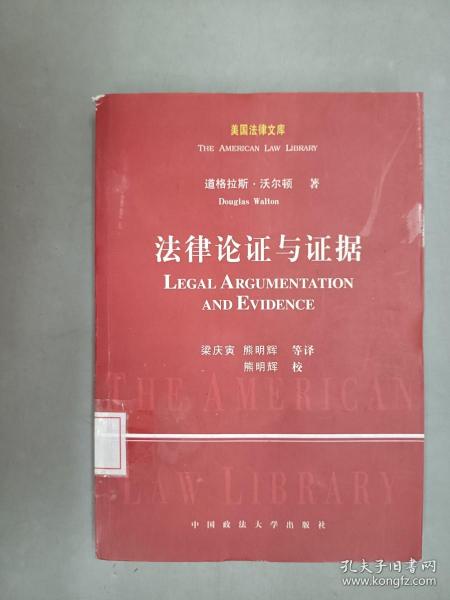 美国法律文库
THE AMERICAN LAW LIBRARY
道格拉斯·沃尔顿 著
Douglas Walton
法律论证与证据
LEGAL ARGUMENTATION
AND EVIDENCE
梁庆寅 熊明辉 等译
熊明辉 校
THE AMERICAN
LAW LIBRARY
中国政法大学出版社
孔夫子旧书网
www.kongfz.com